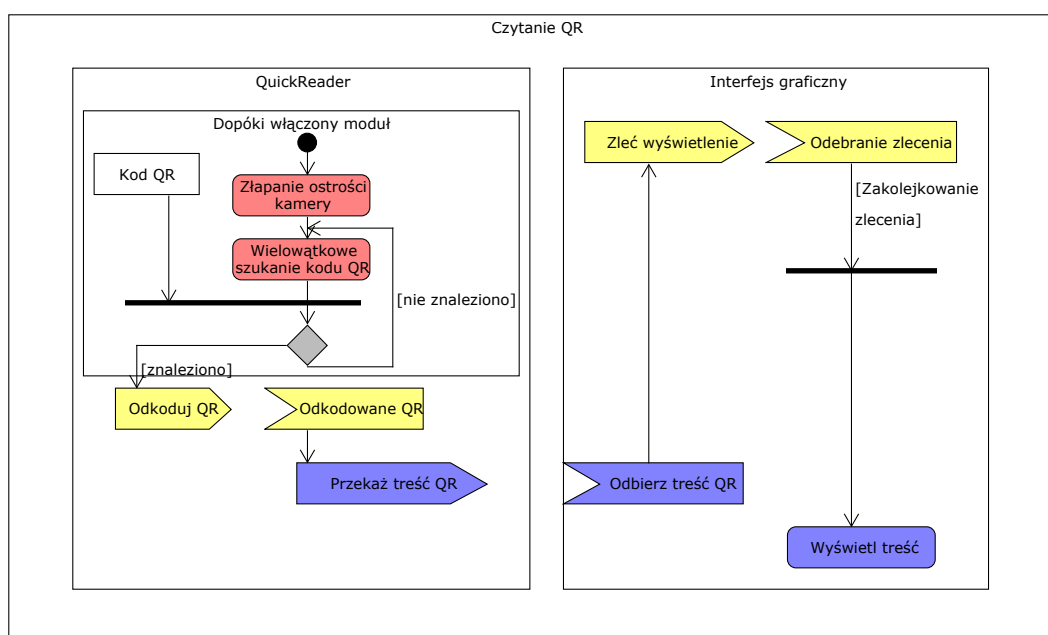 Czytanie QR
QuickReader
Dopóki włączony moduł
Kod QR
Złapanie ostrości
kamery
Wielowątkowe
szukanie kodu QR
[nie znaleziono]
[znaleziono]
Odkoduj QR
Odkodowane QR
Przekaż treść QR
Interfejs graficzny
Zleć wyświetlenie
Odebranie zlecenia
[Zakolejkowanie
zlecenia]
Odbierz treść QR
Wyświetl treść